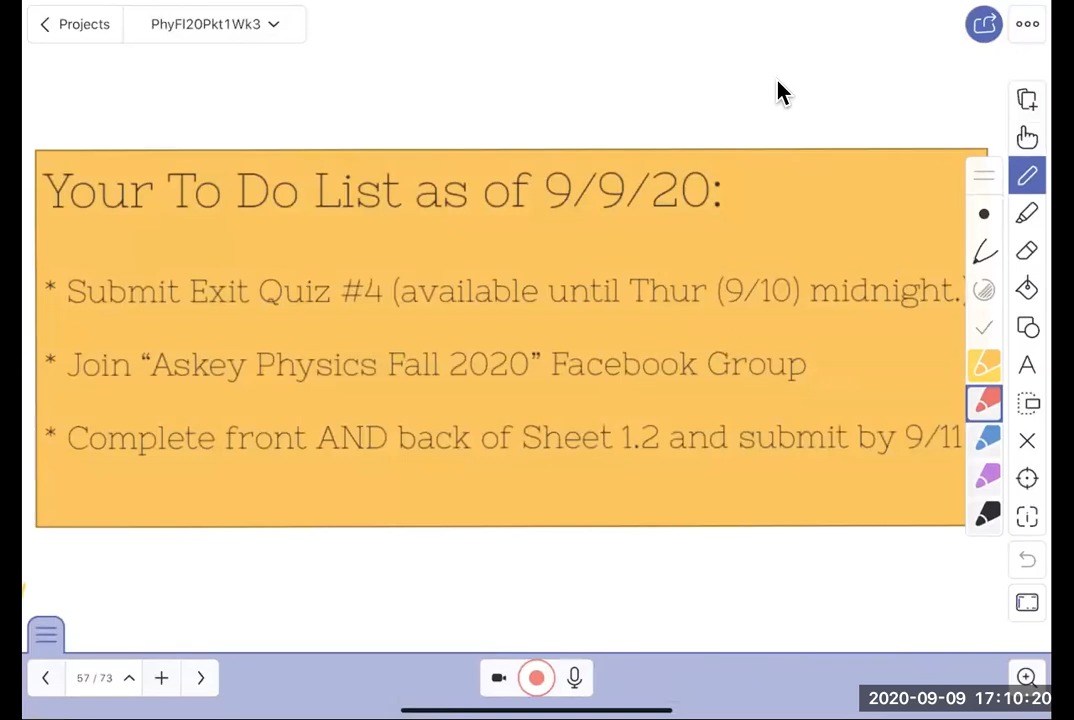 Projects
PhyFl20Pkt1Wk3
Your To Do List as of 9/9/20:
* Submit Exit Quiz #4 (available until Thur (9/10) midnight.)
* Join “Askey Physics Fall 2020” Facebook Group
* Complete front AND back of Sheet 1.2 and submit by 9/11
A
57 / 73
2020-09-09 17:10:20